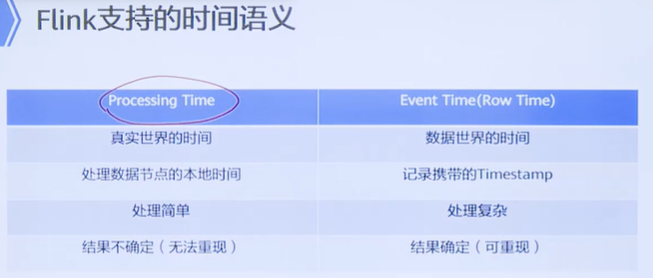 Flink支持的时间语义
Processing Time Event Time(Row Time)
真实世界的时间 数据世界的时间
处理数据节点的本地时间 记录携带的Timestamp
处理简单 处理复杂
结果不确定（无法重现） 结果确定（可重现）